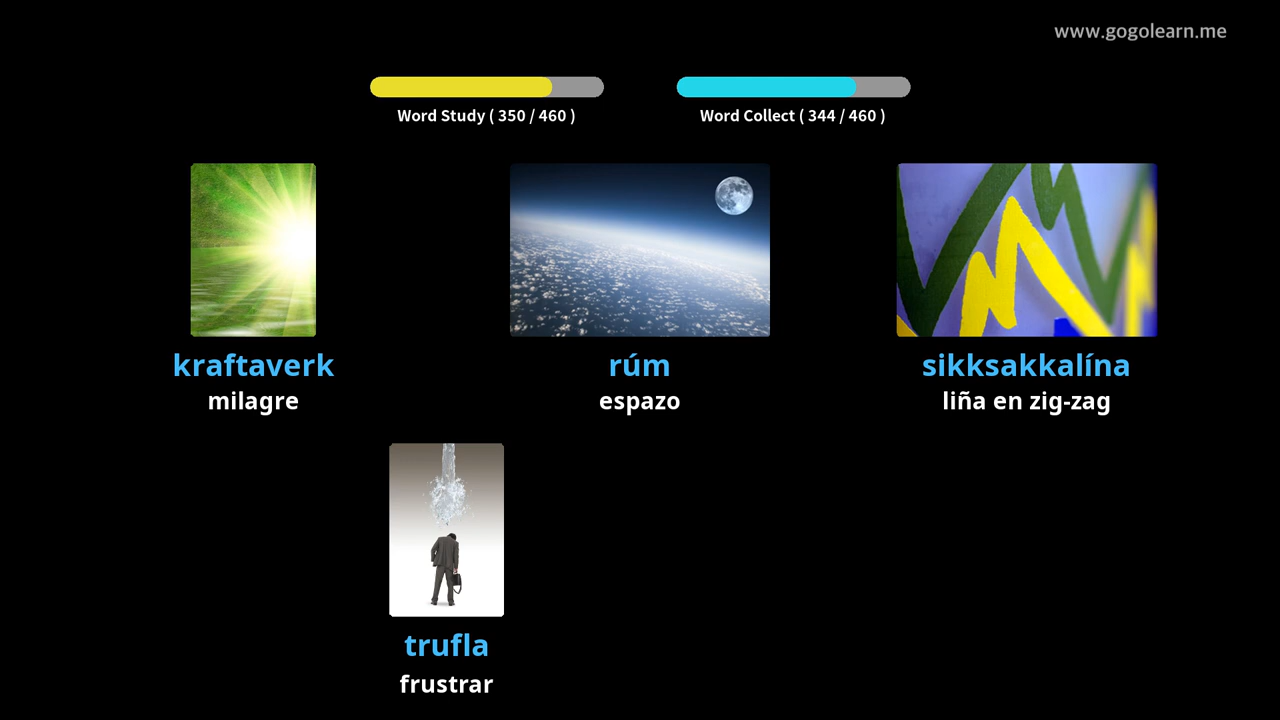 www.gogolearn.me
Word Study ( 350 / 460 )
Word Collect ( 344 / 460 )
kraftaverk
milagre
rúm
espazo
sikksakkalína
liña en zig-zag
trufla
frustrar